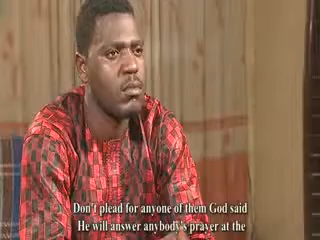 Don't plead for anyone of them God said
He will answer anybody's prayer at the